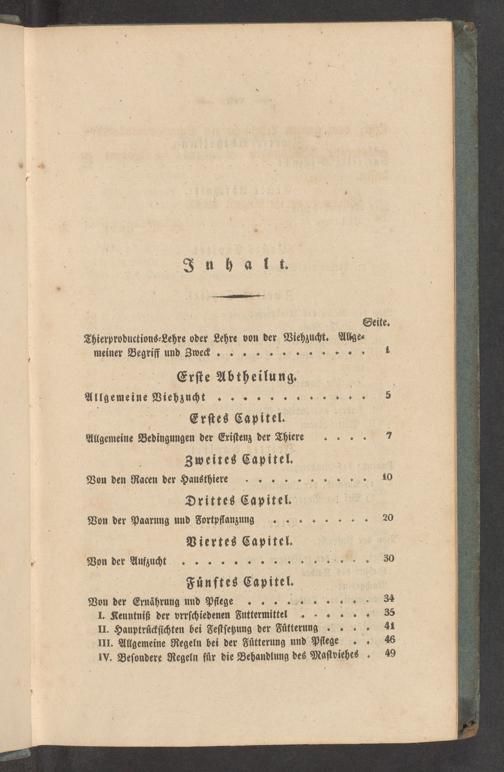 Inhalt.
Seite.
Thierproductions-Lehre oder Lehre von der Viehzucht. Allge-
meiner Begriff und Zweck . . . . . . . . . . . . 1
Erste Abtheilung.
Allgemeine Viehzucht . . . . . . . . . . . . 5
Erstes Capitel.
Allgemeine Bedingungen der Existenz der Thiere . . . . 7
Zweites Capitel.
Von den Racen der Hausthiere . . . . . . . . . 10
Drittes Capitel.
Von der Paarung und Fortpflanzung . . . . . . . 20
Viertes Capitel.
Von der Aufzucht . . . . . . . . . . . . . . 30
Fünftes Capitel.
Von der Ernährung und Pflege . . . . . . . . . 34
I. Kenntniß der vrrschiedenen Futtermittel . . . . . 35
II. Hauptrücksichten bei Festsetzung der Fütterung . . . . 41
III. Allgemeine Regeln bei der Fütterung und Pflege . . 46
IV. Besondere Regeln für die Behandlung des Mastviehes . 49